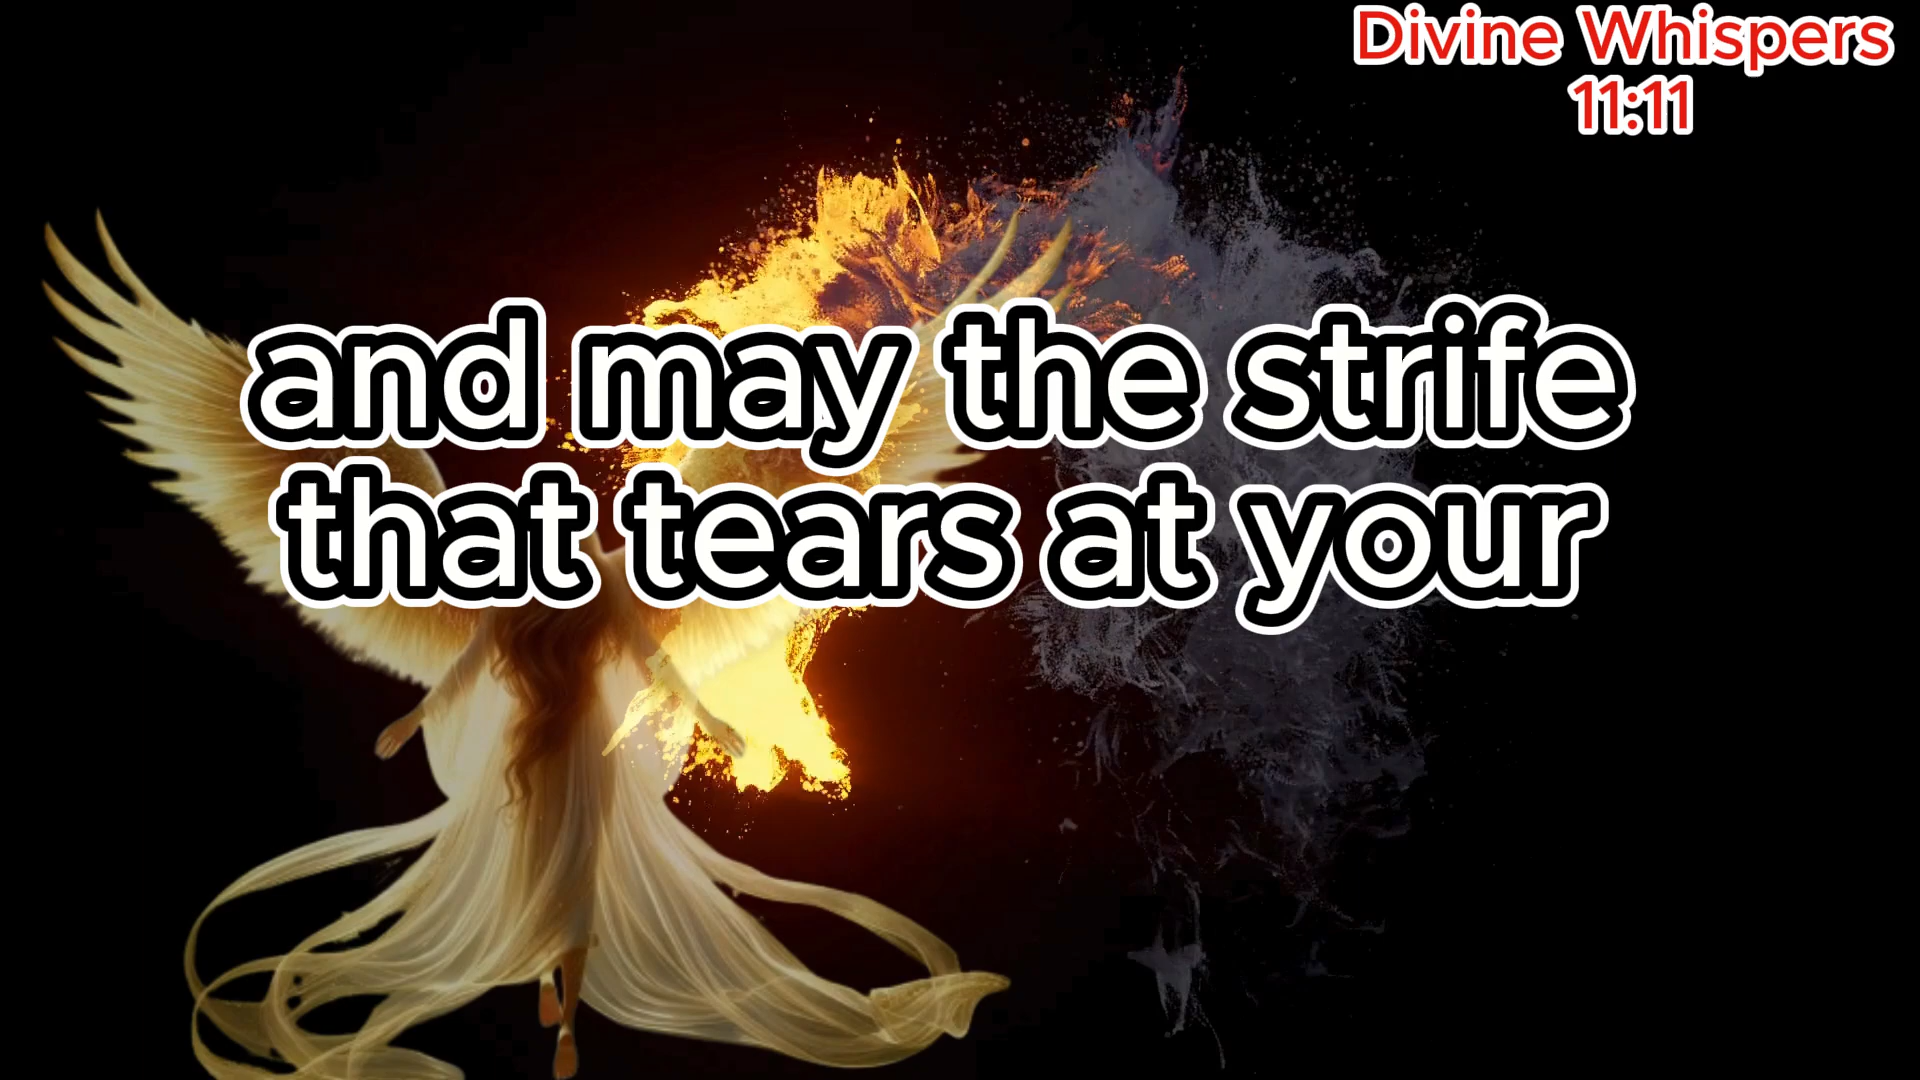 Divine Whispers
11:11
and may the strife
that tears at your